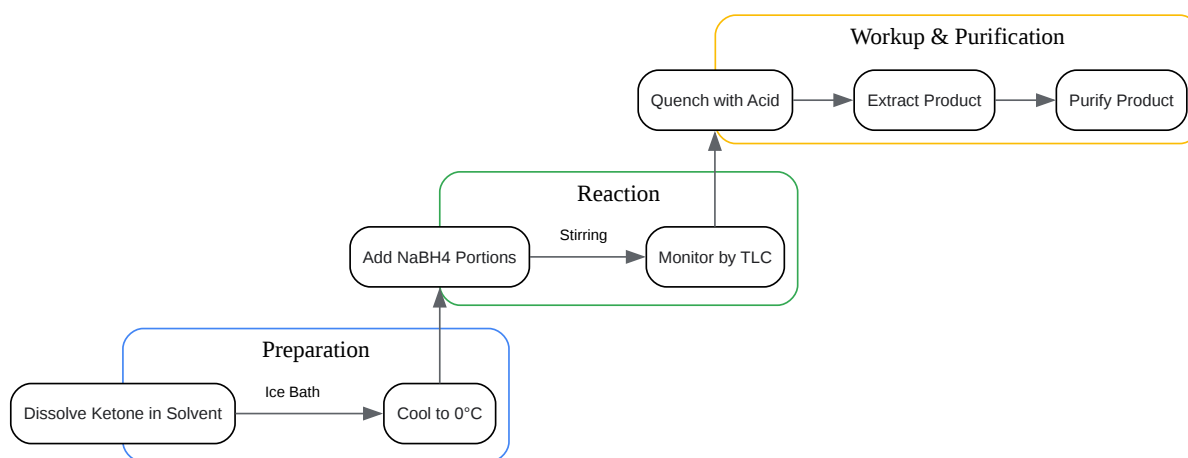 Workup & Purification
Quench with Acid
Extract Product
Purify Product
Reaction
Stirring
Add NaBH4 Portions
Monitor by TLC
Preparation
Ice Bath
Dissolve Ketone in Solvent
Cool to 0°C